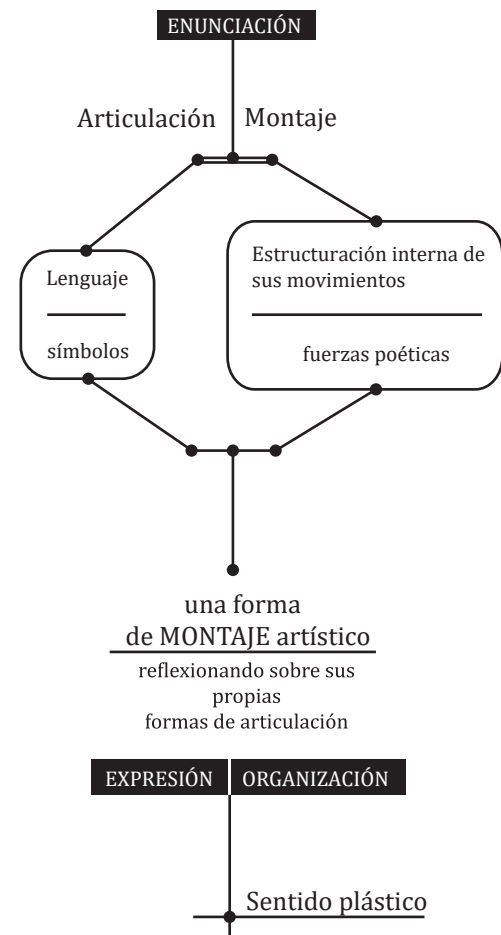 ENUNCIACIÓN
Articulación Montaje
Lenguaje
símbolos
Estructuración interna de
sus movimientos
fuerzas poéticas
una forma
de MONTAJE artístico
reflexionando sobre sus
propias
formas de articulación
EXPRESIÓN ORGANIZACIÓN
Sentido plástico